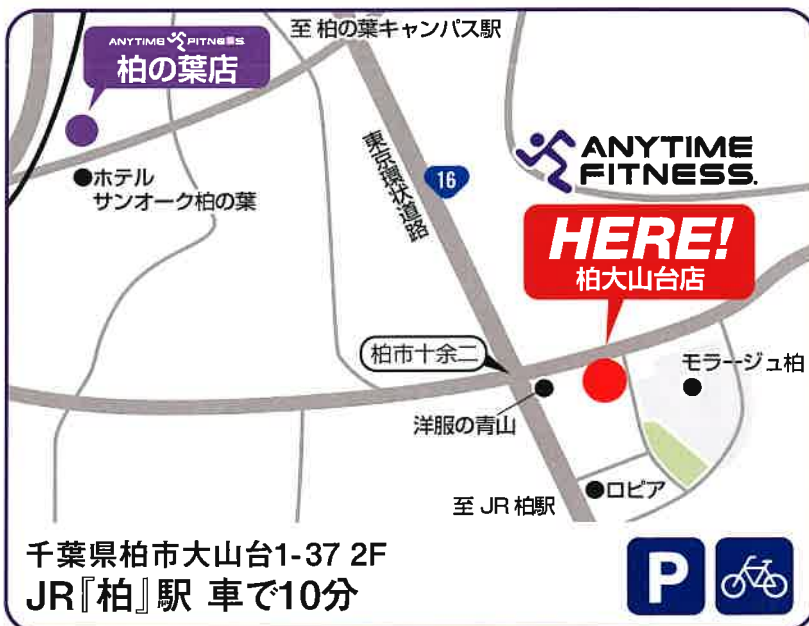 至 柏の葉キャンパス駅
ANYTIME FITNESS
柏の葉店
ホテル
サンオーク柏の葉
東京環状道路
16
ANYTIME
FITNESS.
HERE!
柏大山台店
柏市十余二
モラージュ柏
洋服の青山
ロピア
至 JR 柏駅
千葉県柏市大山台1-37 2F
JR『柏』駅 車で10分
P